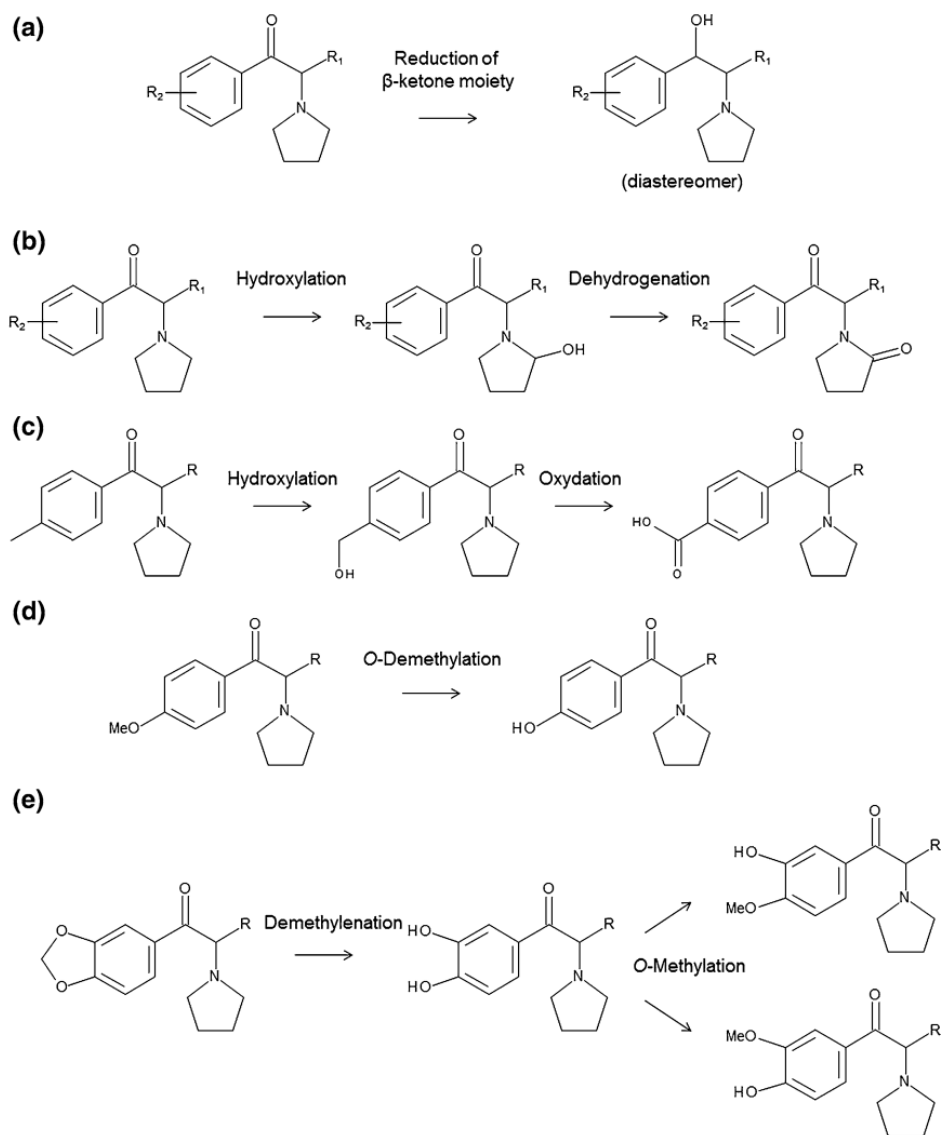 (a)
O
R₁
R₂
N
Reduction of
β-ketone moiety
OH
R₁
R₂
N
(diastereomer)
(b)
O
R₁
R₂
N
Hydroxylation
O
R₁
R₂
N
OH
Dehydrogenation
O
R₁
R₂
N
O
(c)
O
R
N
Hydroxylation
O
R
N
OH
Oxydation
O
R
N
HO
O
(d)
O
R
N
MeO
O-Demethylation
O
R
N
HO
(e)
O
R
N
O
O
Demethylenation
O
R
N
HO
OH
O-Methylation
O
R
N
HO
MeO
O
R
N
MeO
HO